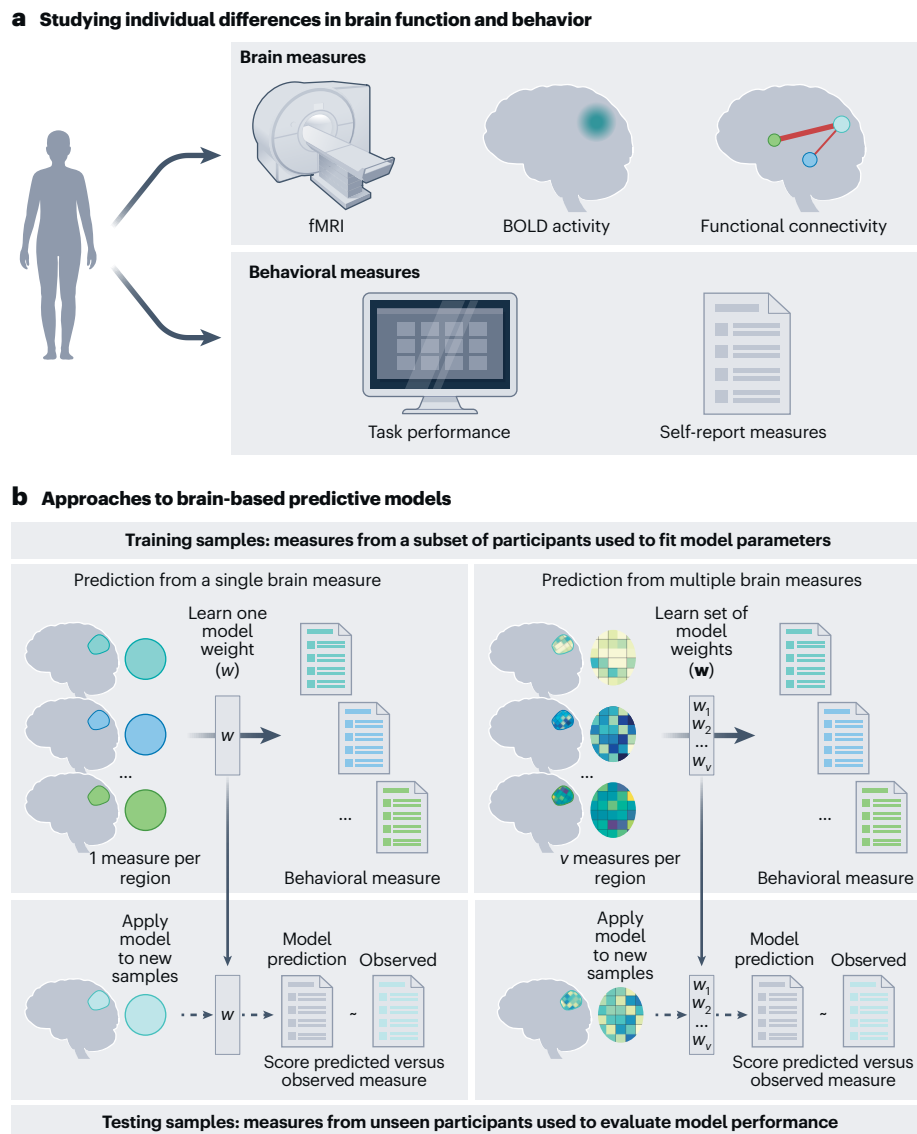 a Studying individual differences in brain function and behavior
Brain measures
fMRI
BOLD activity
Functional connectivity
Behavioral measures
Task performance
Self-report measures
b Approaches to brain-based predictive models
Training samples: measures from a subset of participants used to fit model parameters
Prediction from a single brain measure
Learn one
model
weight
(w)
w
...
...
1 measure per
region
Behavioral measure
Prediction from multiple brain measures
Learn set of
model
weights
(w)
w1
w2
...
wv
...
...
v measures per
region
Behavioral measure
Apply
model
to new
samples
w
Model
prediction
Observed
~
Score predicted versus
observed measure
Apply
model
to new
samples
w1
w2
...
wv
Model
prediction
Observed
~
Score predicted versus
observed measure
Testing samples: measures from unseen participants used to evaluate model performance